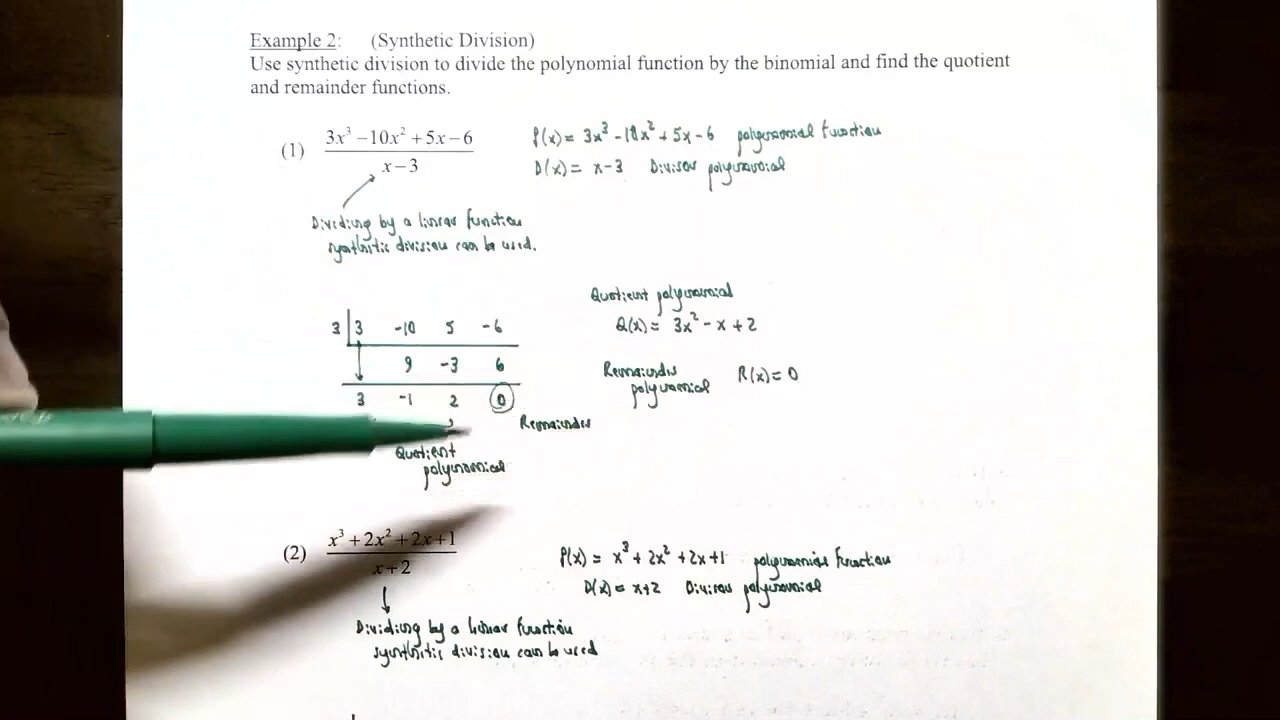 Example 2: (Synthetic Division)
Use synthetic division to divide the polynomial function by the binomial and find the quotient
and remainder functions.
(1) 3x³ −10x² + 5x − 6
x − 3
P(x) = 3x³ - 10x² + 5x - 6 polynomial function
D(x) = x-3 Divisor polynomial
Dividing by a linear function
synthetic division can be used.
3 | 3 -10 5 -6
9 -3 6
3 -1 2 0
Remainder
Quotient
polynomial
Quotient polynomial
Q(x) = 3x² - x + 2
Remainder
polynomial R(x) = 0
(2) x³ + 2x² + 2x + 1
x + 2
P(x) = x³ + 2x² + 2x + 1 polynomial function
D(x) = x+2 Divisor polynomial
Dividing by a linear function
synthetic division can be used